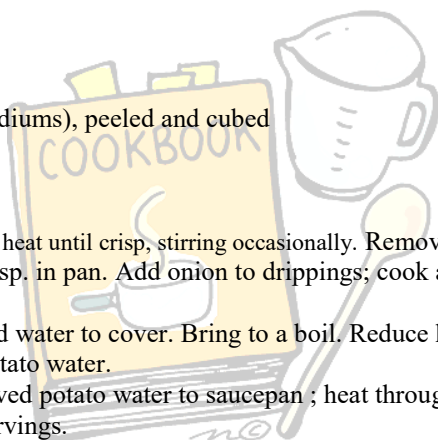 diums), peeled and cubed
COOKBOOK
heat until crisp, stirring occasionally. Remov
sp. in pan. Add onion to drippings; cook a
d water to cover. Bring to a boil. Reduce
tato water.
ved potato water to saucepan ; heat throug
rvings.